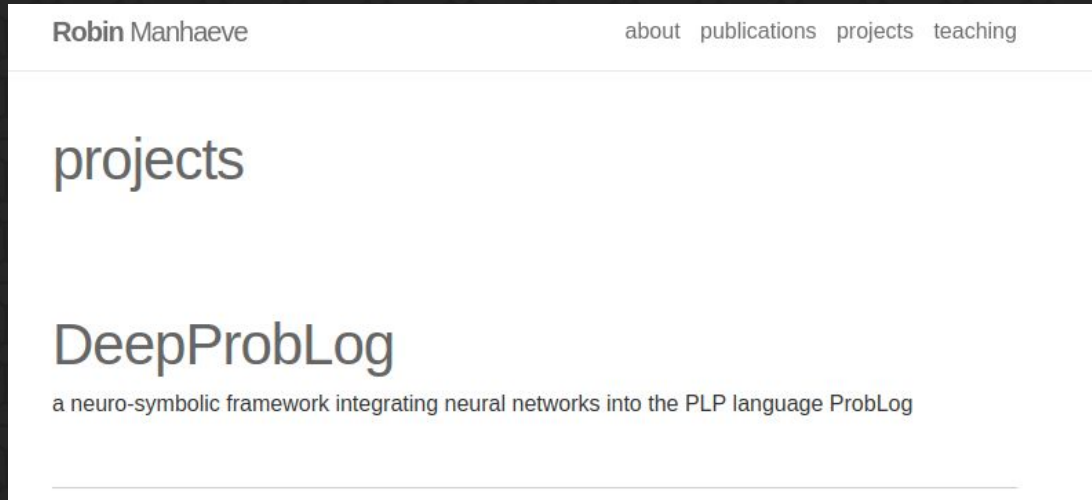 Robin Manhaeve
about publications projects teaching
projects
DeepProbLog
a neuro-symbolic framework integrating neural networks into the PLP language ProbLog